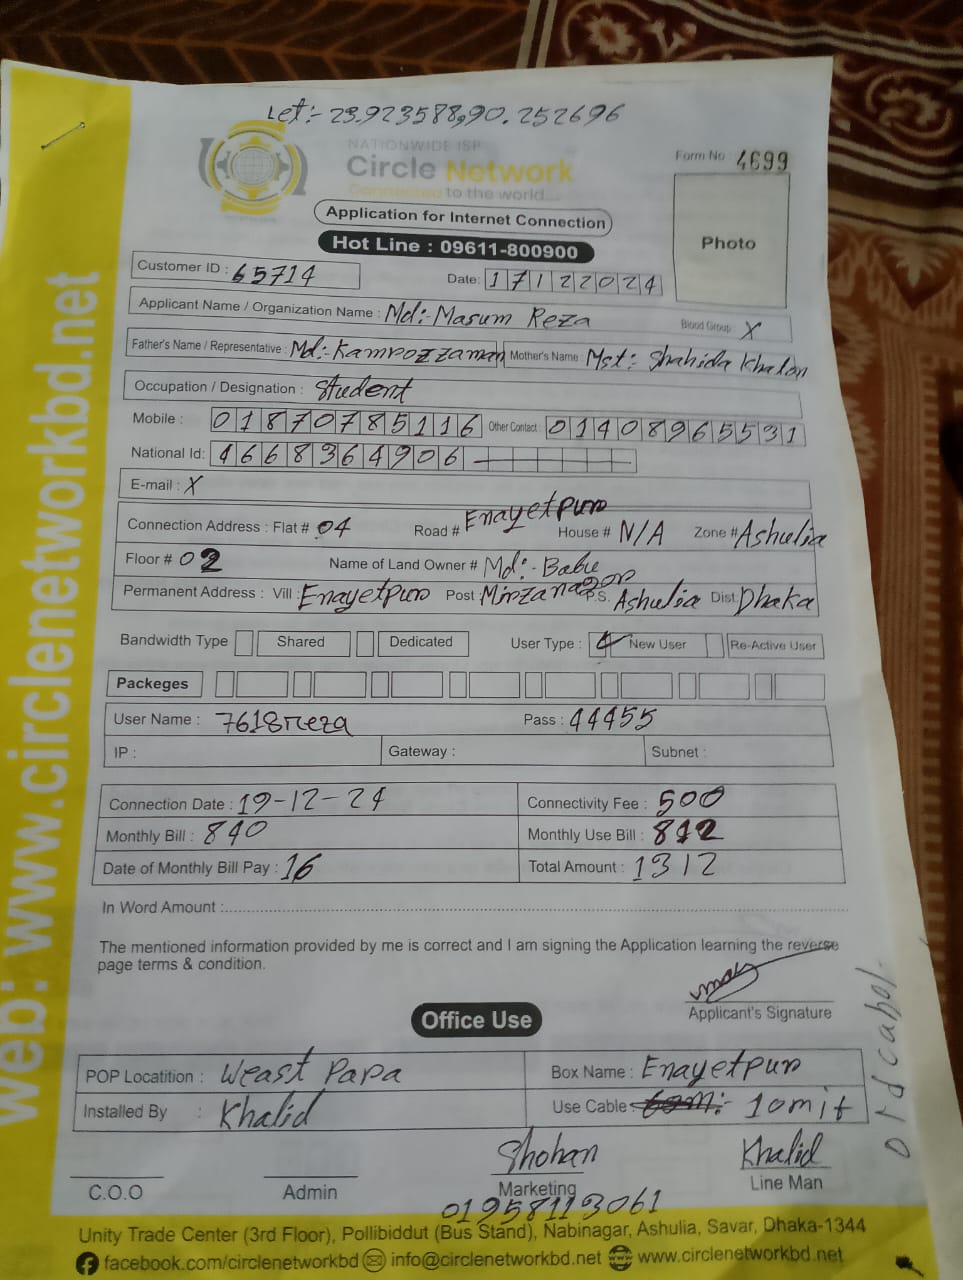 Let:- 23.923588,90.252696
NATIONWIDE ISP
Circle Network
Connected to the world...
Form No : 4699
Application for Internet Connection
Hot Line : 09611-800900
Photo
Customer ID : 65714
Date: 17122024
Applicant Name / Organization Name : Md:- Masum Reza
Blood Group : X
Father's Name / Representative : Md:- Kamrozzaman Mother's Name : Mst: Shahida Khaton
Occupation / Designation : Student
Mobile : 01870785116 Other Contact : 01408965531
National Id: 4668364906
E-mail : X
Connection Address : Flat # 04 Road # Enayetpur House # N/A Zone # Ashulia
Floor # 02 Name of Land Owner # Md:- Babu
Permanent Address : Vill : Enayetpur Post : Mirzanagor P.S. Ashulia Dist: Dhaka
Bandwidth Type Shared Dedicated User Type : New User Re-Active User
Packeges
User Name : 7618reza Pass : 44455
IP : Gateway : Subnet :
Connection Date : 19-12-24 Connectivity Fee : 500
Monthly Bill : 840 Monthly Use Bill : 812
Date of Monthly Bill Pay : 16 Total Amount : 1312
In Word Amount :
The mentioned information provided by me is correct and I am signing the Application learning the reverse
page terms & condition.
Applicant's Signature
Office Use
POP Locatition : Weast Papa Box Name : Enayetpur
Installed By : Khalid Use Cable 10mit
Shohan Khalid
C.O.O Admin Marketing Line Man
01958113061
Unity Trade Center (3rd Floor), Pollibiddut (Bus Stand), Nabinagar, Ashulia, Savar, Dhaka-1344
facebook.com/circlenetworkbd info@circlenetworkbd.net www.circlenetworkbd.net
web: www.circlenetworkbd.net